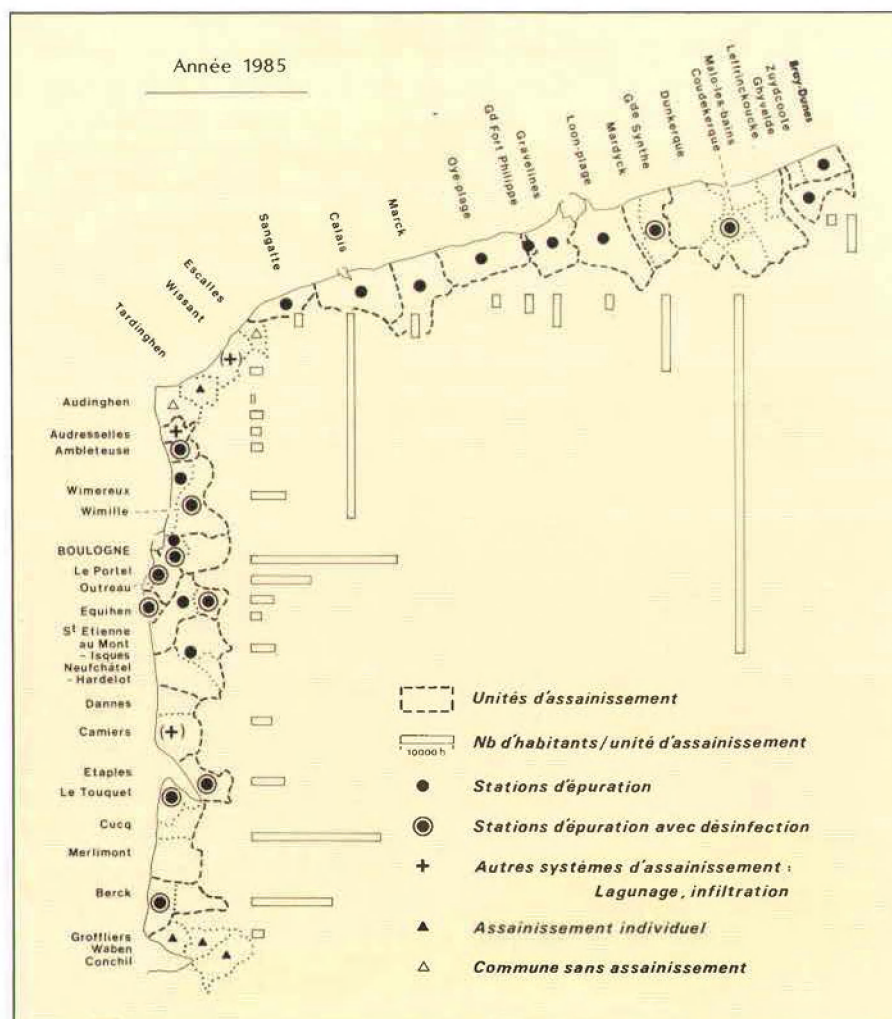 Année 1985
Tardinghen
Wissant
Escalles
Sangatte
Calais
Marck
Oye-plage
Gd Fort Philippe
Gravelines
Loon-plage
Mardyck
Gde Synthe
Dunkerque
Coudekerque
Malo-les-bains
Leffrinckoucke
Ghyvelde
Zuydcoote
Bray-Dunes
Audinghen
Audresselles
Ambleteuse
Wimereux
Wimille
BOULOGNE
Le Portel
Outreau
Equihen
St Etienne
au Mont
- Isques
Neufchâtel
- Hardelot
Dannes
Camiers
Etaples
Le Touquet
Cucq
Merlimont
Berck
Groffliers
Waben
Conchil
Unités d'assainissement
Nb d'habitants/unité d'assainissement
10000 h
Stations d'épuration
Stations d'épuration avec désinfection
Autres systèmes d'assainissement :
Lagunage, infiltration
Assainissement individuel
Commune sans assainissement